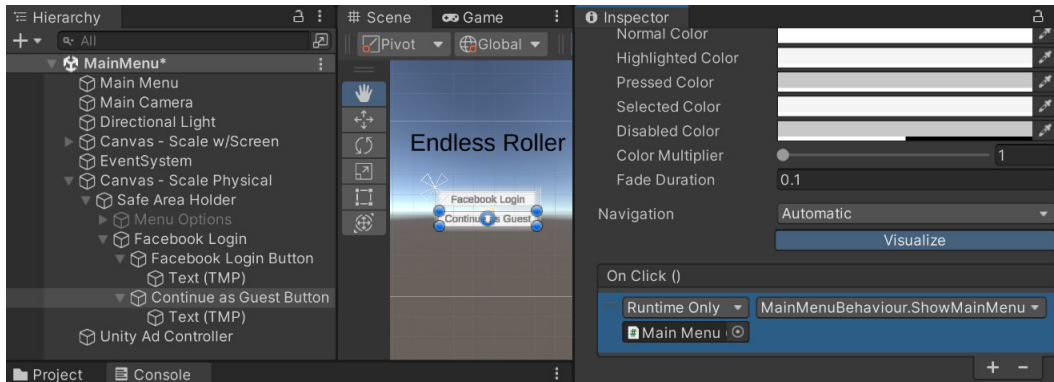 Hierarchy
All
MainMenu*
Main Menu
Main Camera
Directional Light
Canvas - Scale w/Screen
EventSystem
Canvas - Scale Physical
Safe Area Holder
Menu Options
Facebook Login
Facebook Login Button
Text (TMP)
Continue as Guest Button
Text (TMP)
Unity Ad Controller
Project Console
Scene Game
Pivot Global
Endless Roller
Facebook Login
Continue as Guest
Inspector
Normal Color
Highlighted Color
Pressed Color
Selected Color
Disabled Color
Color Multiplier 1
Fade Duration 0.1
Navigation Automatic
Visualize
On Click ()
Runtime Only MainMenuBehaviour.ShowMainMenu
Main Menu